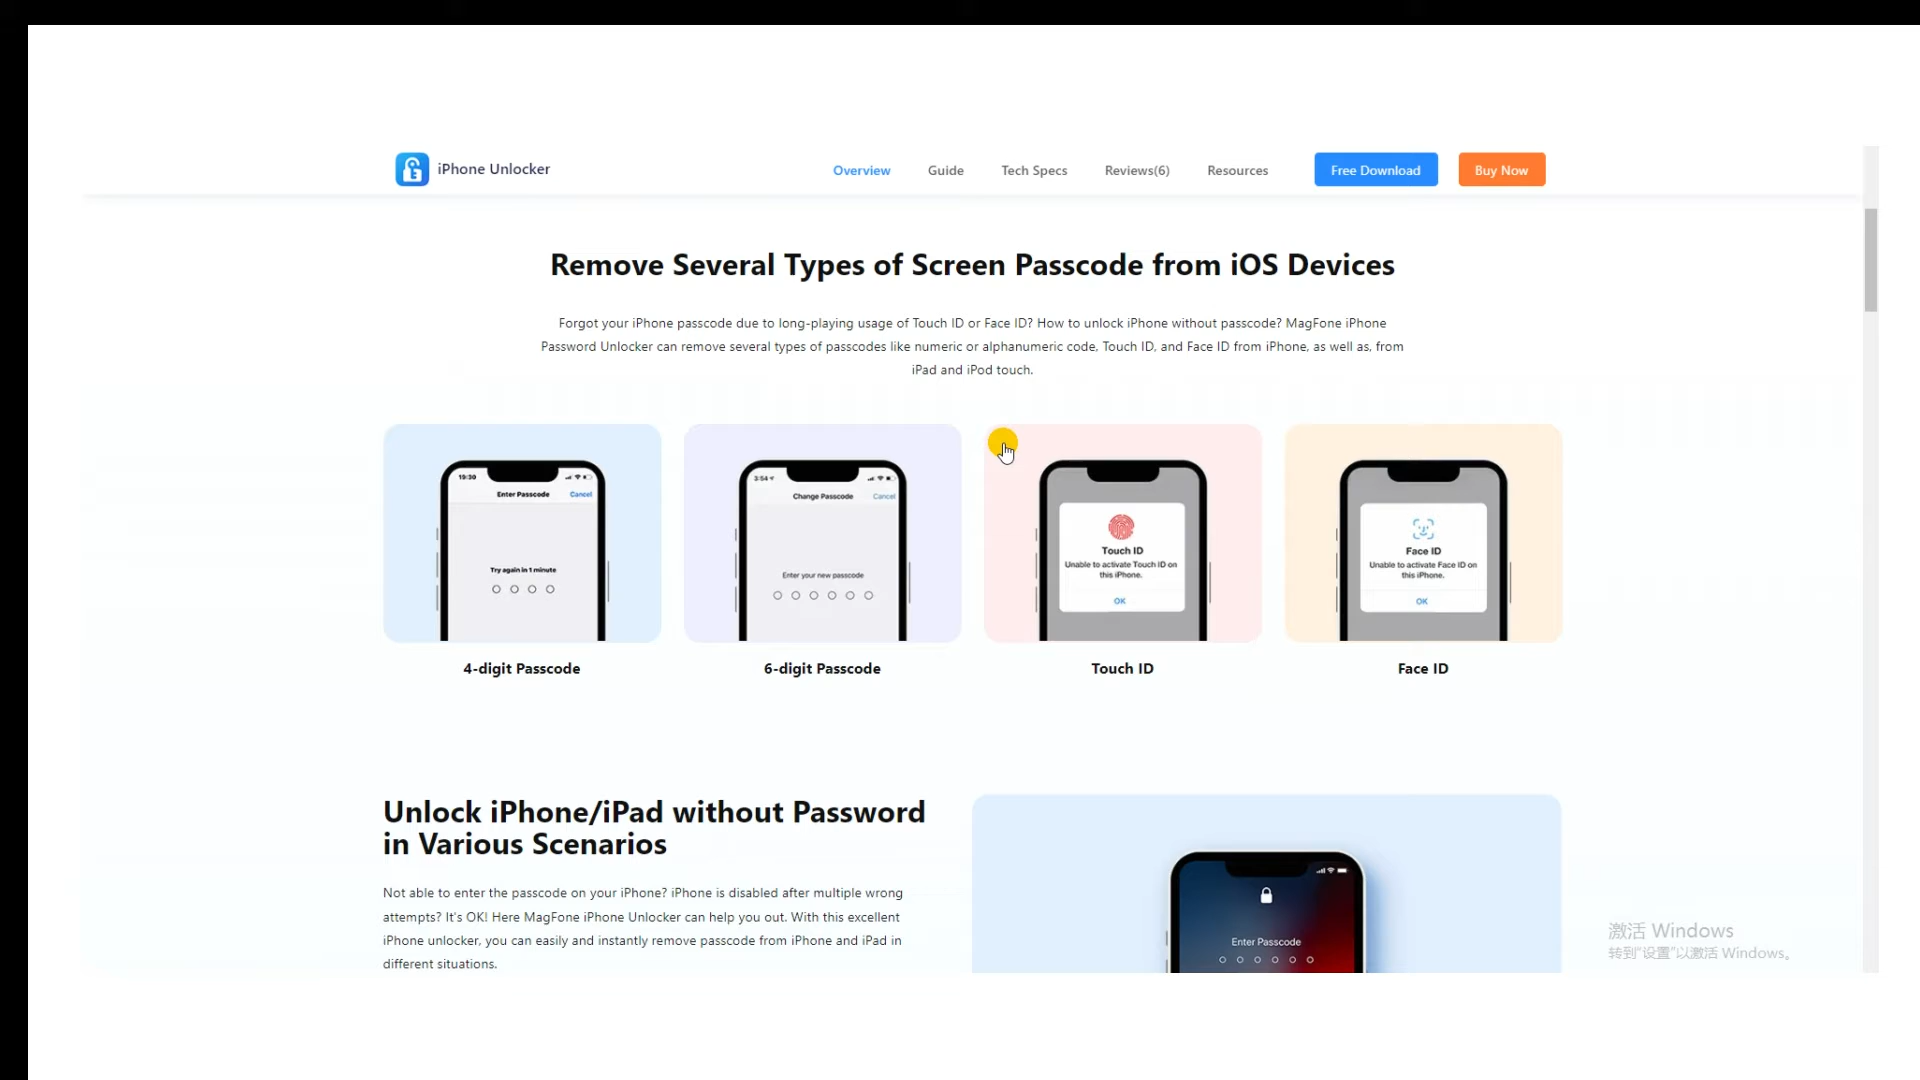 iPhone Unlocker
Overview
Guide
Tech Specs
Reviews(6)
Resources
Free Download
Buy Now
Remove Several Types of Screen Passcode from iOS Devices
Forgot your iPhone passcode due to long-playing usage of Touch ID or Face ID? How to unlock iPhone without passcode? MagFone iPhone
Password Unlocker can remove several types of passcodes like numeric or alphanumeric code, Touch ID, and Face ID from iPhone, as well as, from
iPad and iPod touch.
19:30
Enter Passcode
Cancel
Try again in 1 minute
3:54
Change Passcode
Cancel
Enter your new passcode
Touch ID
Unable to activate Touch ID on
this iPhone.
OK
Face ID
Unable to activate Face ID on
this iPhone.
OK
4-digit Passcode
6-digit Passcode
Touch ID
Face ID
Unlock iPhone/iPad without Password
in Various Scenarios
Not able to enter the passcode on your iPhone? iPhone is disabled after multiple wrong
attempts? It's OK! Here MagFone iPhone Unlocker can help you out. With this excellent
iPhone unlocker, you can easily and instantly remove passcode from iPhone and iPad in
different situations.
Enter Passcode
激活 Windows
转到"设置"以激活 Windows。